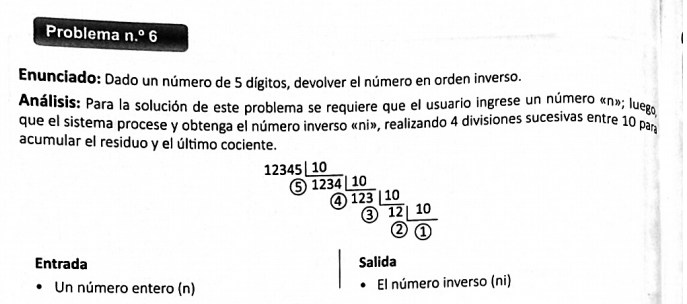 Problema n.º 6
Enunciado: Dado un número de 5 dígitos, devolver el número en orden inverso.
Análisis: Para la solución de este problema se requiere que el usuario ingrese un número «n»; luego,
que el sistema procese y obtenga el número inverso «ni», realizando 4 divisiones sucesivas entre 10 para
acumular el residuo y el último cociente.
12345 10
5 1234 10
4 123 10
3 12 10
2 1
Entrada Salida
• Un número entero (n) • El número inverso (ni)